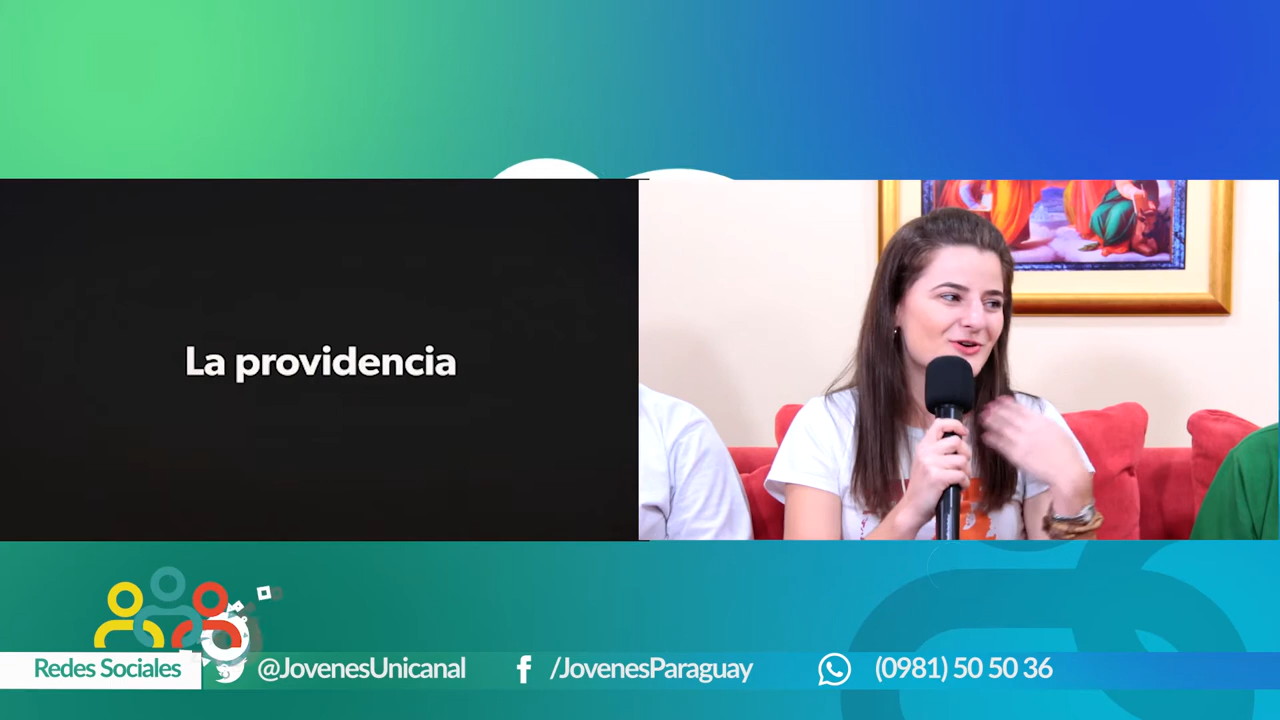 La providencia
Redes Sociales
@JovenesUnicanal
/JovenesParaguay
(0981) 50 50 36